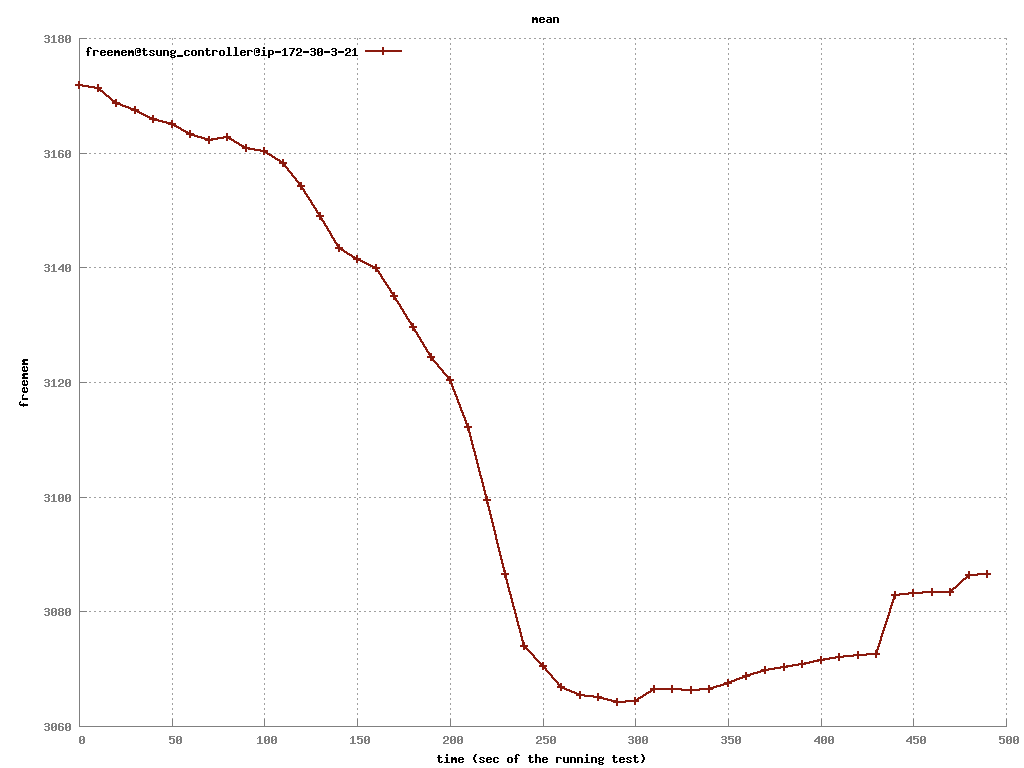 mean
freemem@tsung_controller@ip-172-30-3-21
3180
3160
3140
3120
3100
3080
3060
freemem
0 50 100 150 200 250 300 350 400 450 500
time (sec of the running test)